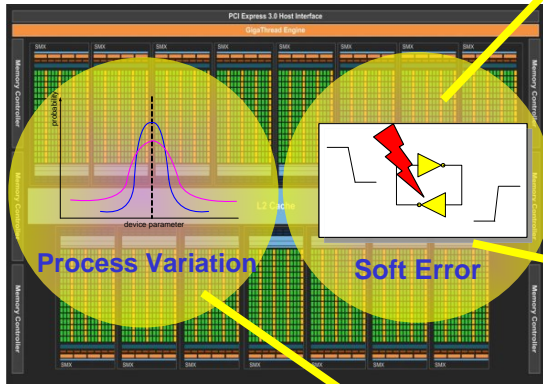 PCI Express 3.0 Host Interface
GigaThread Engine
SMX SMX SMX SMX SMX SMX SMX
Memory Controller
Memory Controller
Memory Controller
Memory Controller
Memory Controller
Memory Controller
probability
device parameter
L2 Cache
Process Variation
Soft Error
SMX SMX SMX SMX SMX SMX SMX